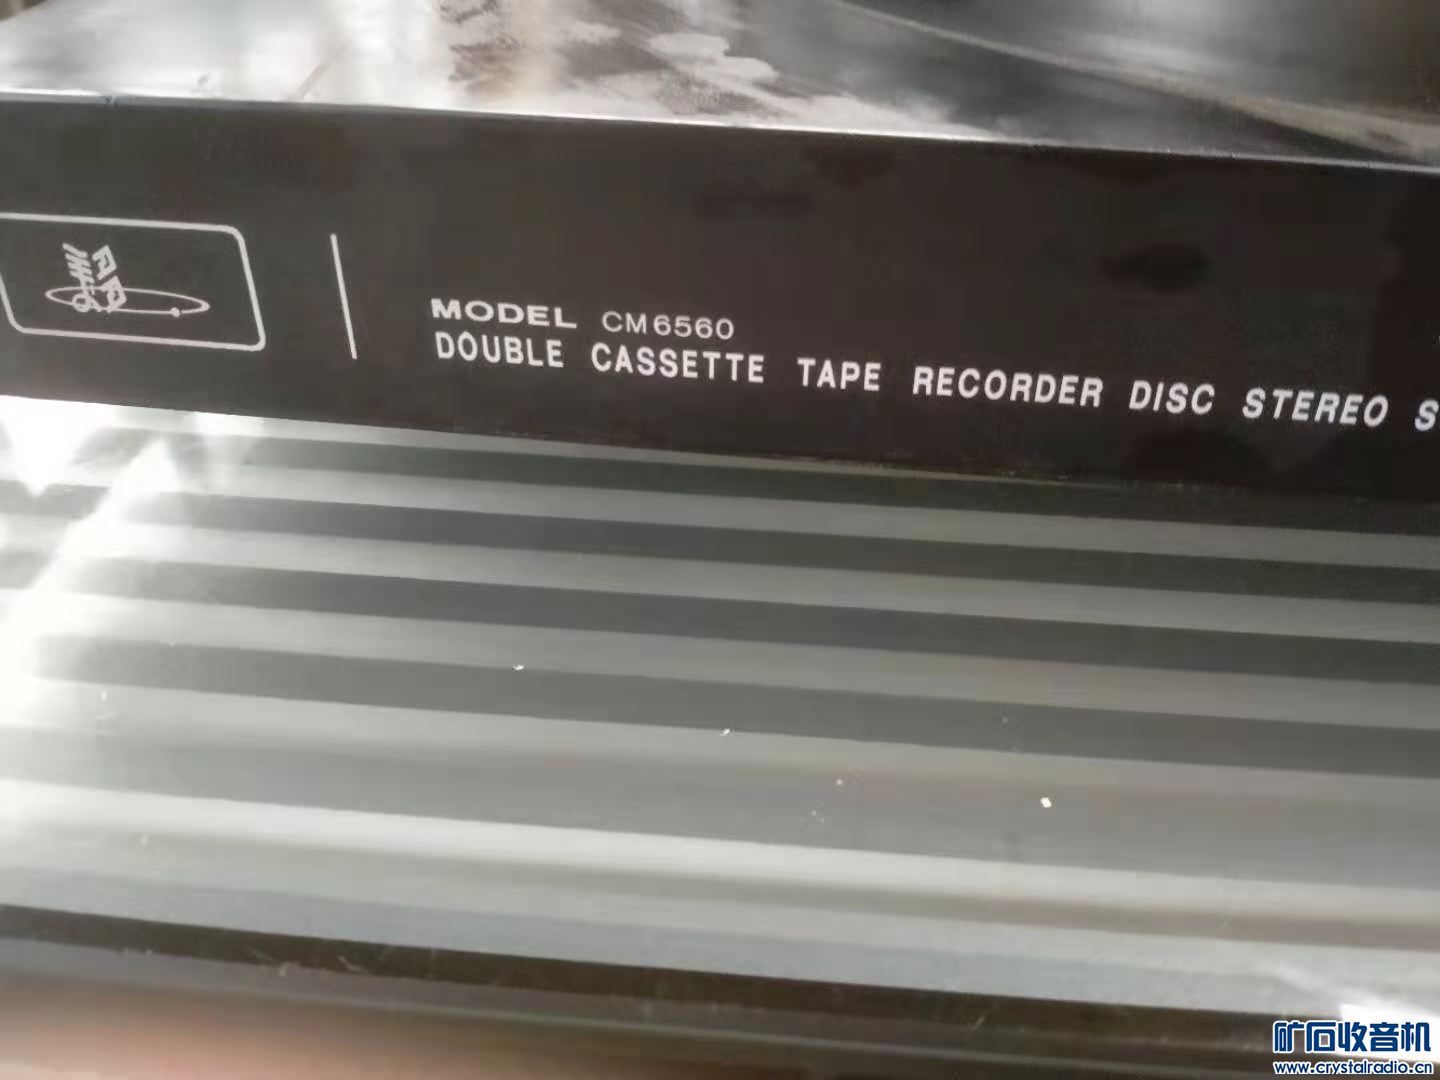 MODEL CM6560
DOUBLE CASSETTE TAPE RECORDER DISC STEREO S
矿石收音机
www.crystalradio.cn